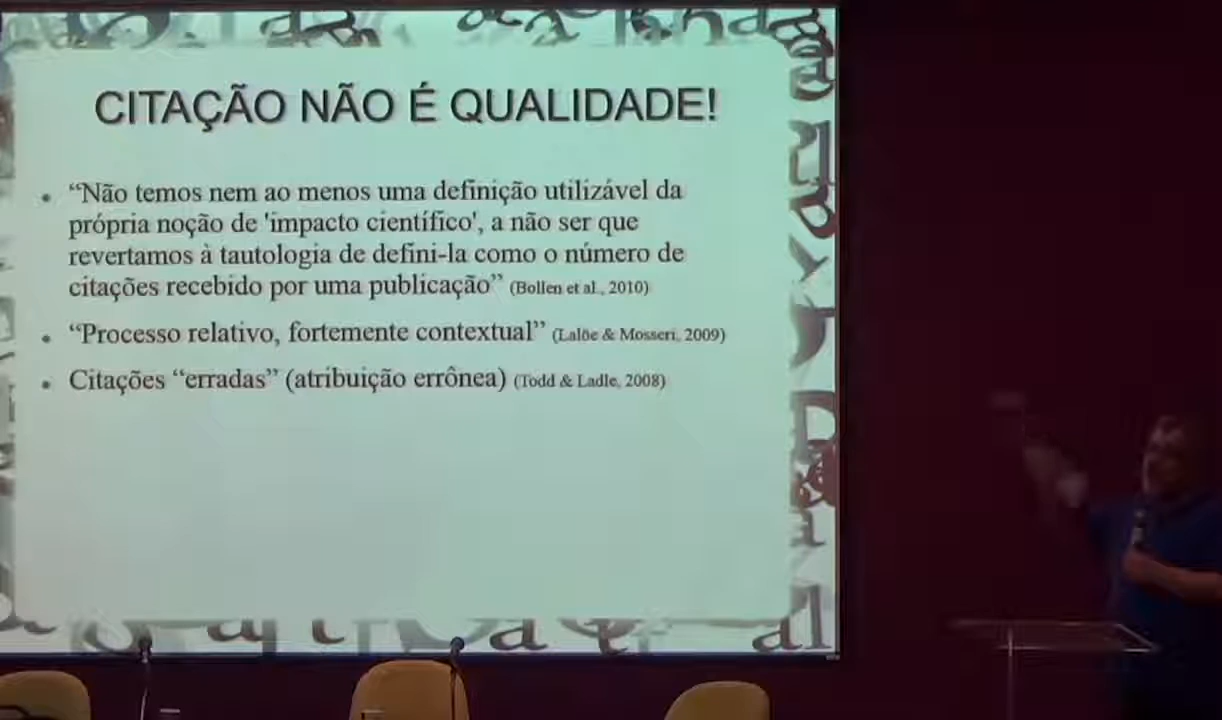 CITAÇÃO NÃO É QUALIDADE!
• “Não temos nem ao menos uma definição utilizável da
própria noção de 'impacto científico', a não ser que
revertamos à tautologia de defini-la como o número de
citações recebido por uma publicação” (Bollen et al., 2010)
• “Processo relativo, fortemente contextual” (Lalöe & Mosseri, 2009)
• Citações “erradas” (atribuição errônea) (Todd & Ladle, 2008)